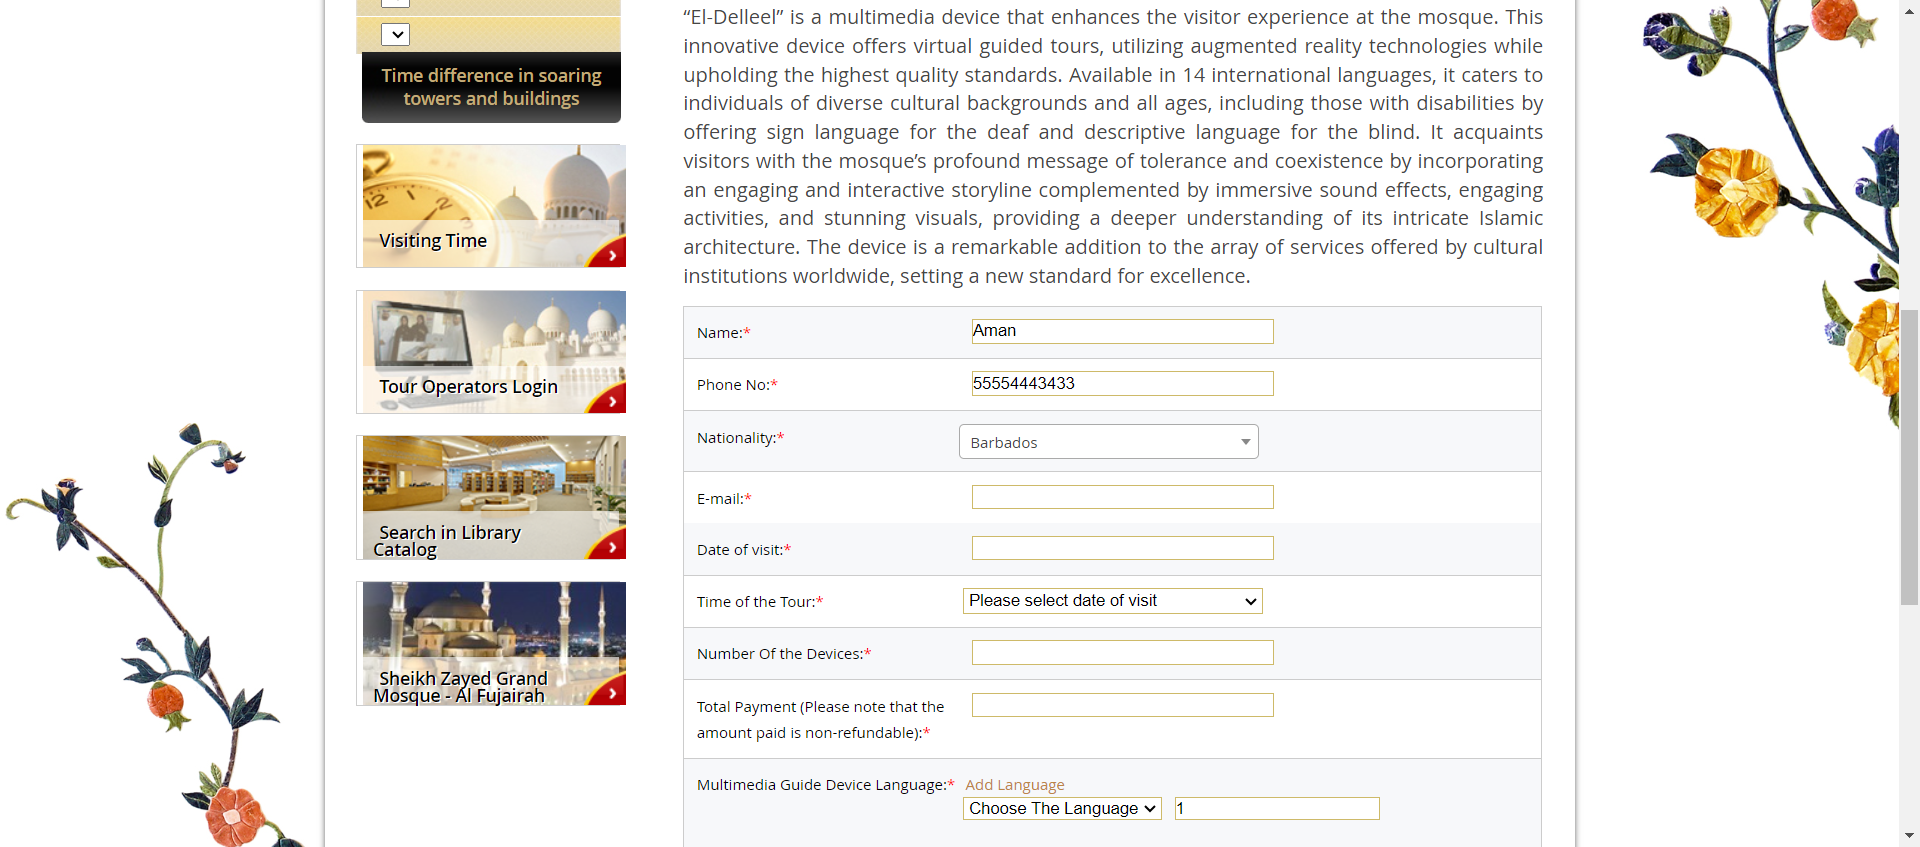 Time difference in soaring
towers and buildings
Visiting Time
Tour Operators Login
Search in Library
Catalog
Sheikh Zayed Grand
Mosque - Al Fujairah
“El-Delleel” is a multimedia device that enhances the visitor experience at the mosque. This
innovative device offers virtual guided tours, utilizing augmented reality technologies while
upholding the highest quality standards. Available in 14 international languages, it caters to
individuals of diverse cultural backgrounds and all ages, including those with disabilities by
offering sign language for the deaf and descriptive language for the blind. It acquaints
visitors with the mosque’s profound message of tolerance and coexistence by incorporating
an engaging and interactive storyline complemented by immersive sound effects, engaging
activities, and stunning visuals, providing a deeper understanding of its intricate Islamic
architecture. The device is a remarkable addition to the array of services offered by cultural
institutions worldwide, setting a new standard for excellence.
Name:* Aman
Phone No:* 55554443433
Nationality:* Barbados
E-mail:*
Date of visit:*
Time of the Tour:* Please select date of visit
Number Of the Devices:*
Total Payment (Please note that the
amount paid is non-refundable):*
Multimedia Guide Device Language:* Add Language
Choose The Language 1